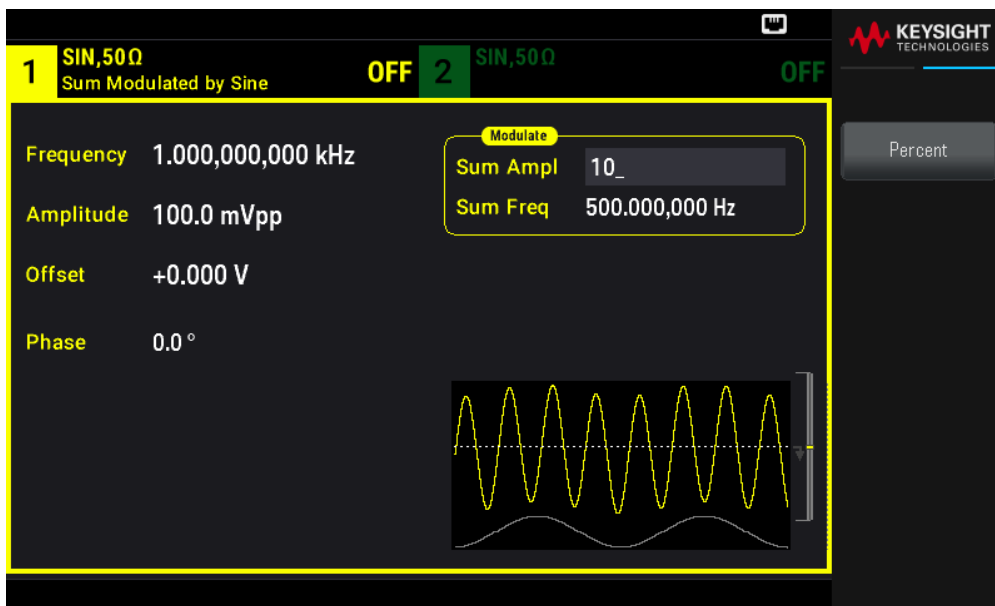 KEYSIGHT
TECHNOLOGIES
1 SIN,50Ω
Sum Modulated by Sine
OFF
2 SIN,50Ω
OFF
Frequency 1.000,000,000 kHz
Amplitude 100.0 mVpp
Offset +0.000 V
Phase 0.0 °
Modulate
Sum Ampl 10_
Sum Freq 500.000,000 Hz
Percent